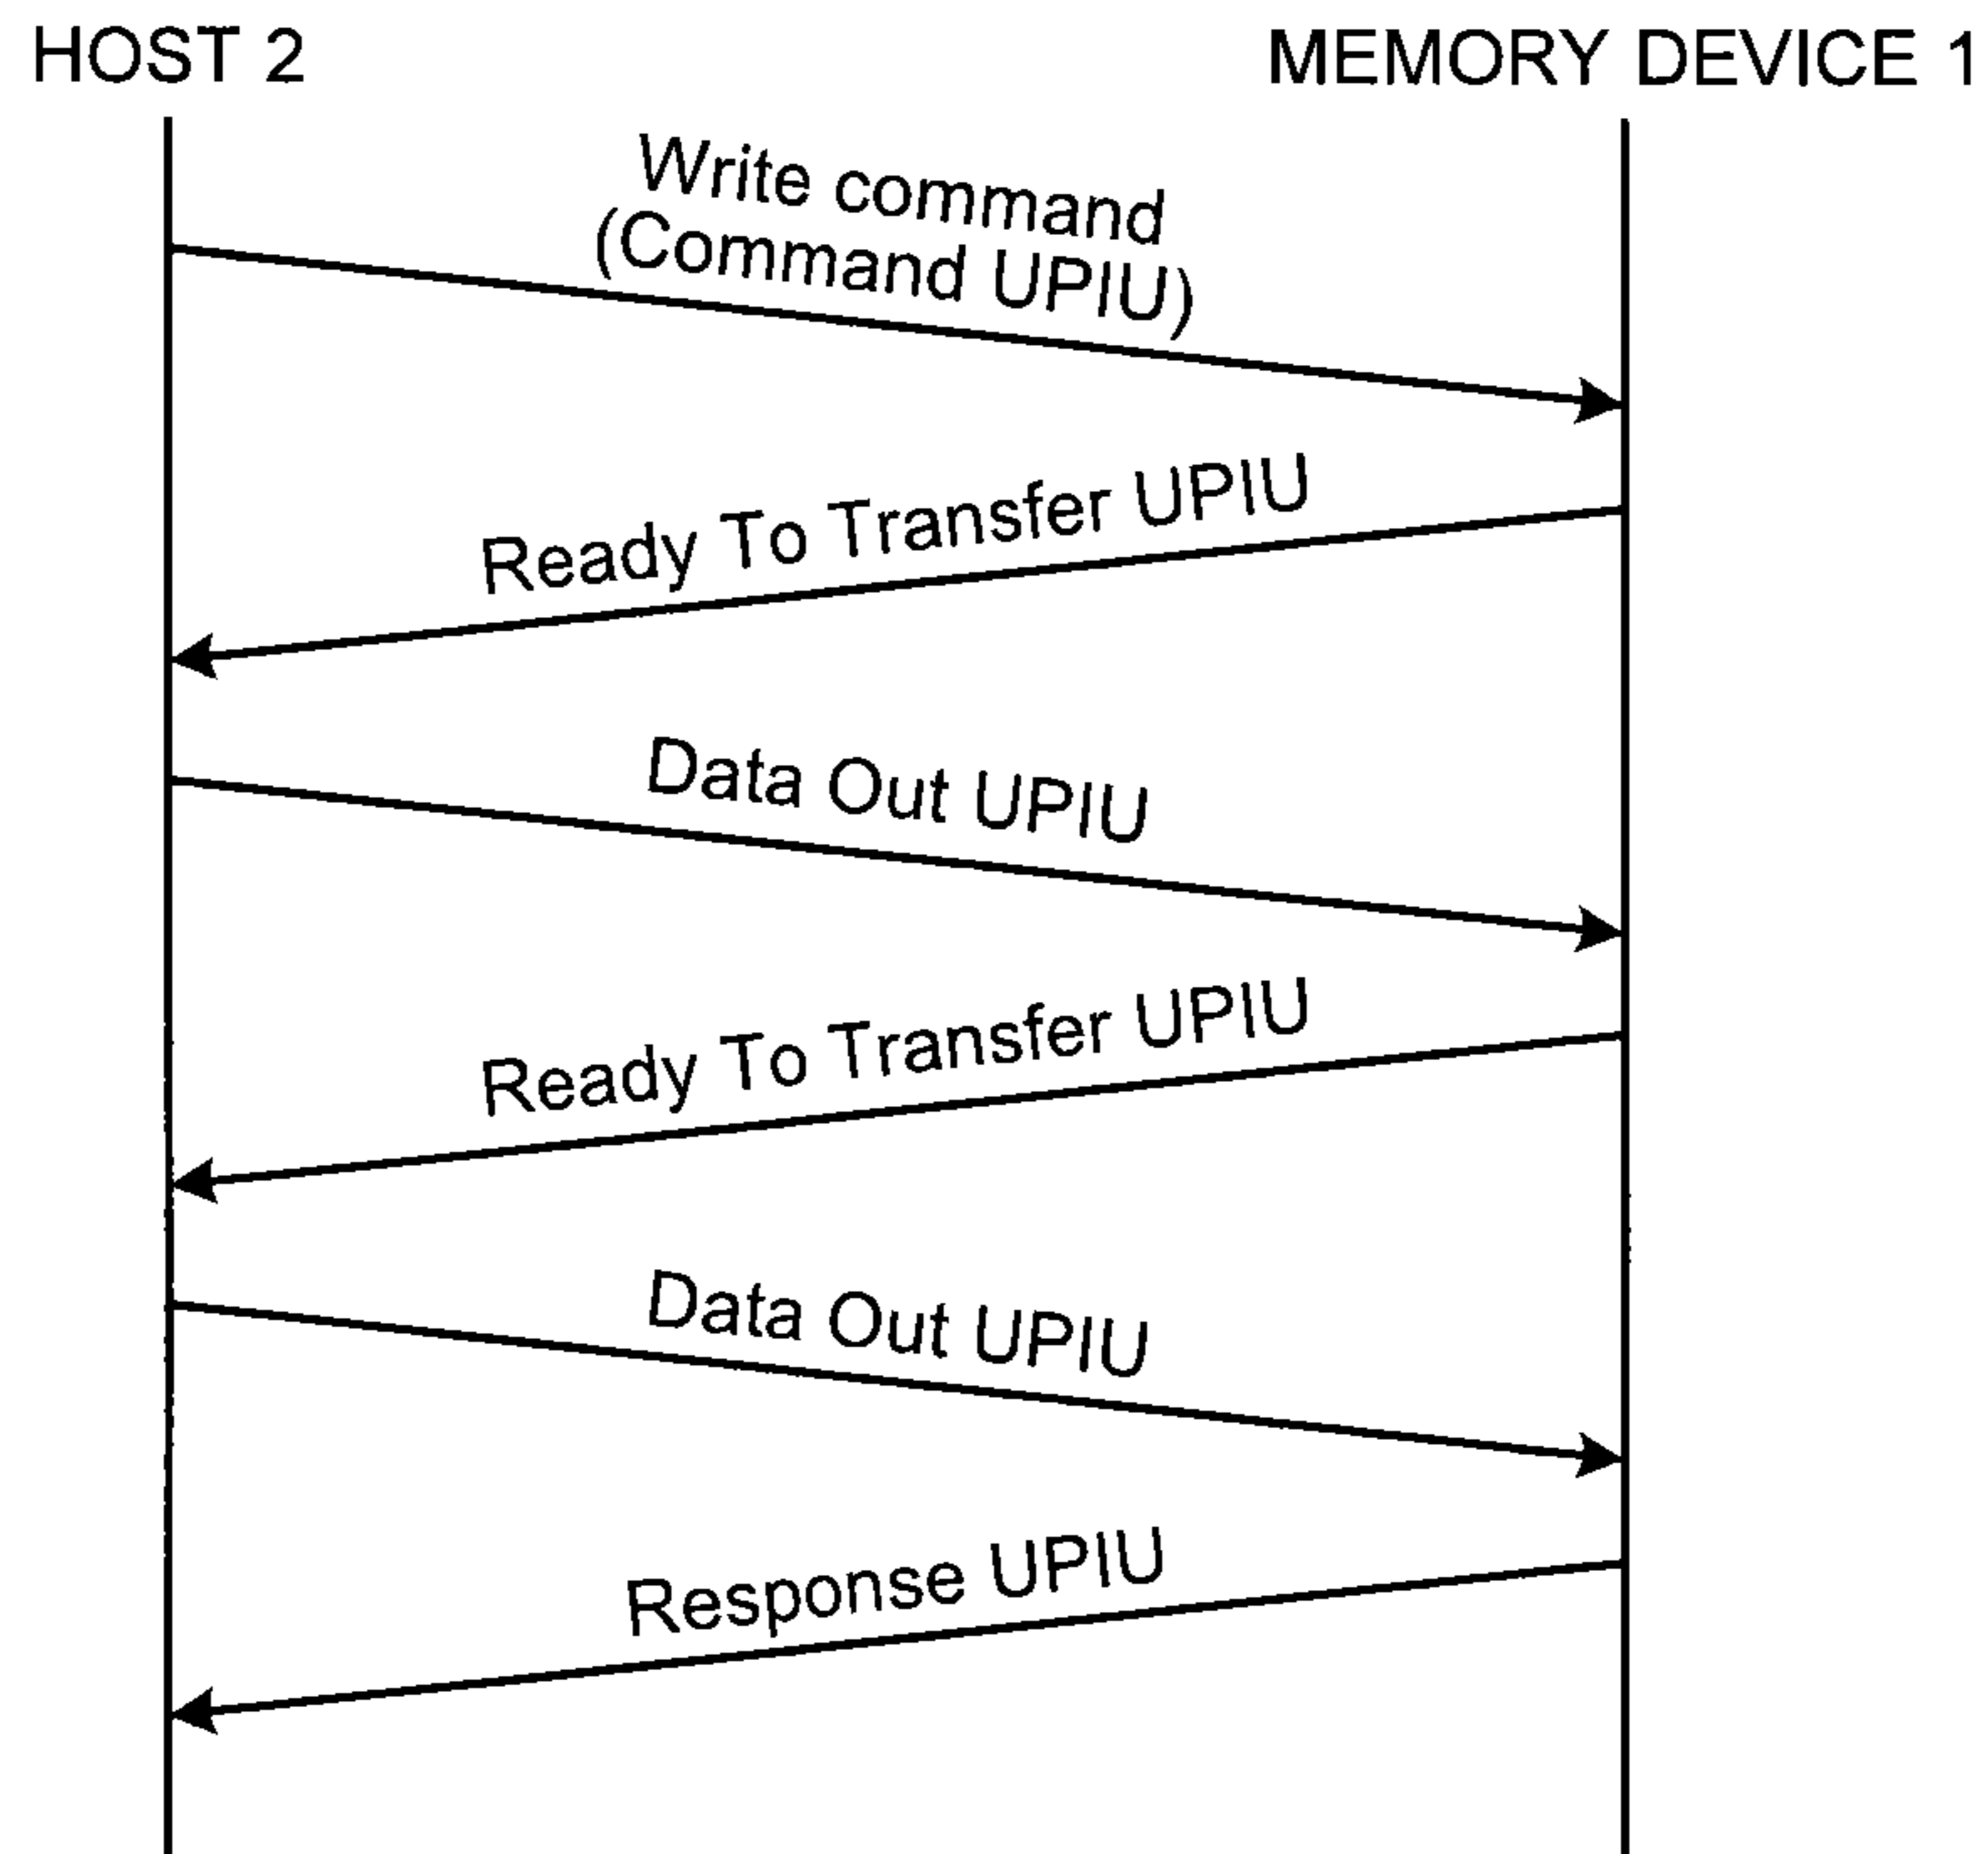 HOST 2
MEMORY DEVICE 1
Write command
(Command UPIU)
Ready To Transfer UPIU
Data Out UPIU
Ready To Transfer UPIU
Data Out UPIU
Response UPIU